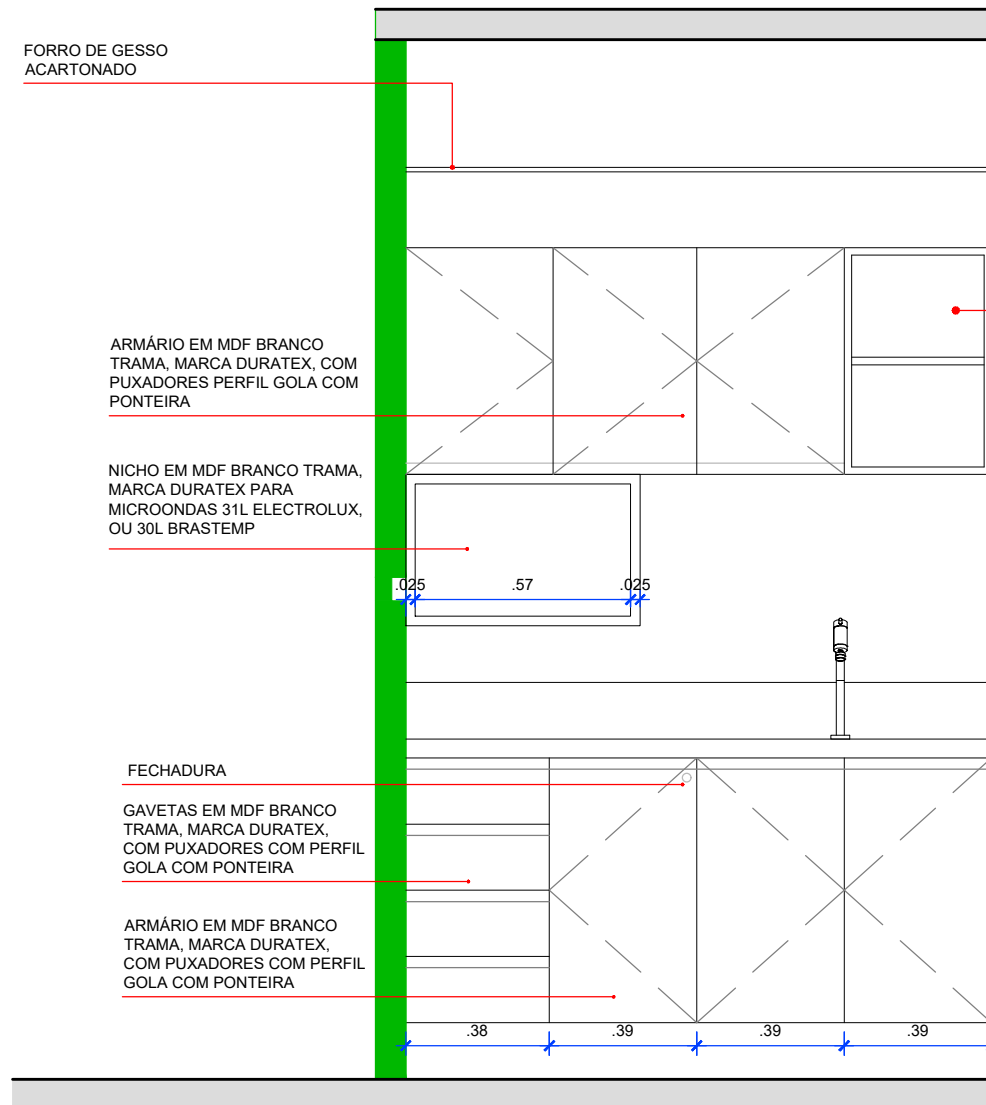 FORRO DE GESSO
ACARTONADO
ARMÁRIO EM MDF BRANCO
TRAMA, MARCA DURATEX, COM
PUXADORES PERFIL GOLA COM
PONTEIRA
NICHO EM MDF BRANCO TRAMA,
MARCA DURATEX PARA
MICROONDAS 31L ELECTROLUX,
OU 30L BRASTEMP
.025 .57 .025
FECHADURA
GAVETAS EM MDF BRANCO
TRAMA, MARCA DURATEX,
COM PUXADORES COM PERFIL
GOLA COM PONTEIRA
ARMÁRIO EM MDF BRANCO
TRAMA, MARCA DURATEX,
COM PUXADORES COM PERFIL
GOLA COM PONTEIRA
.38 .39 .39 .39